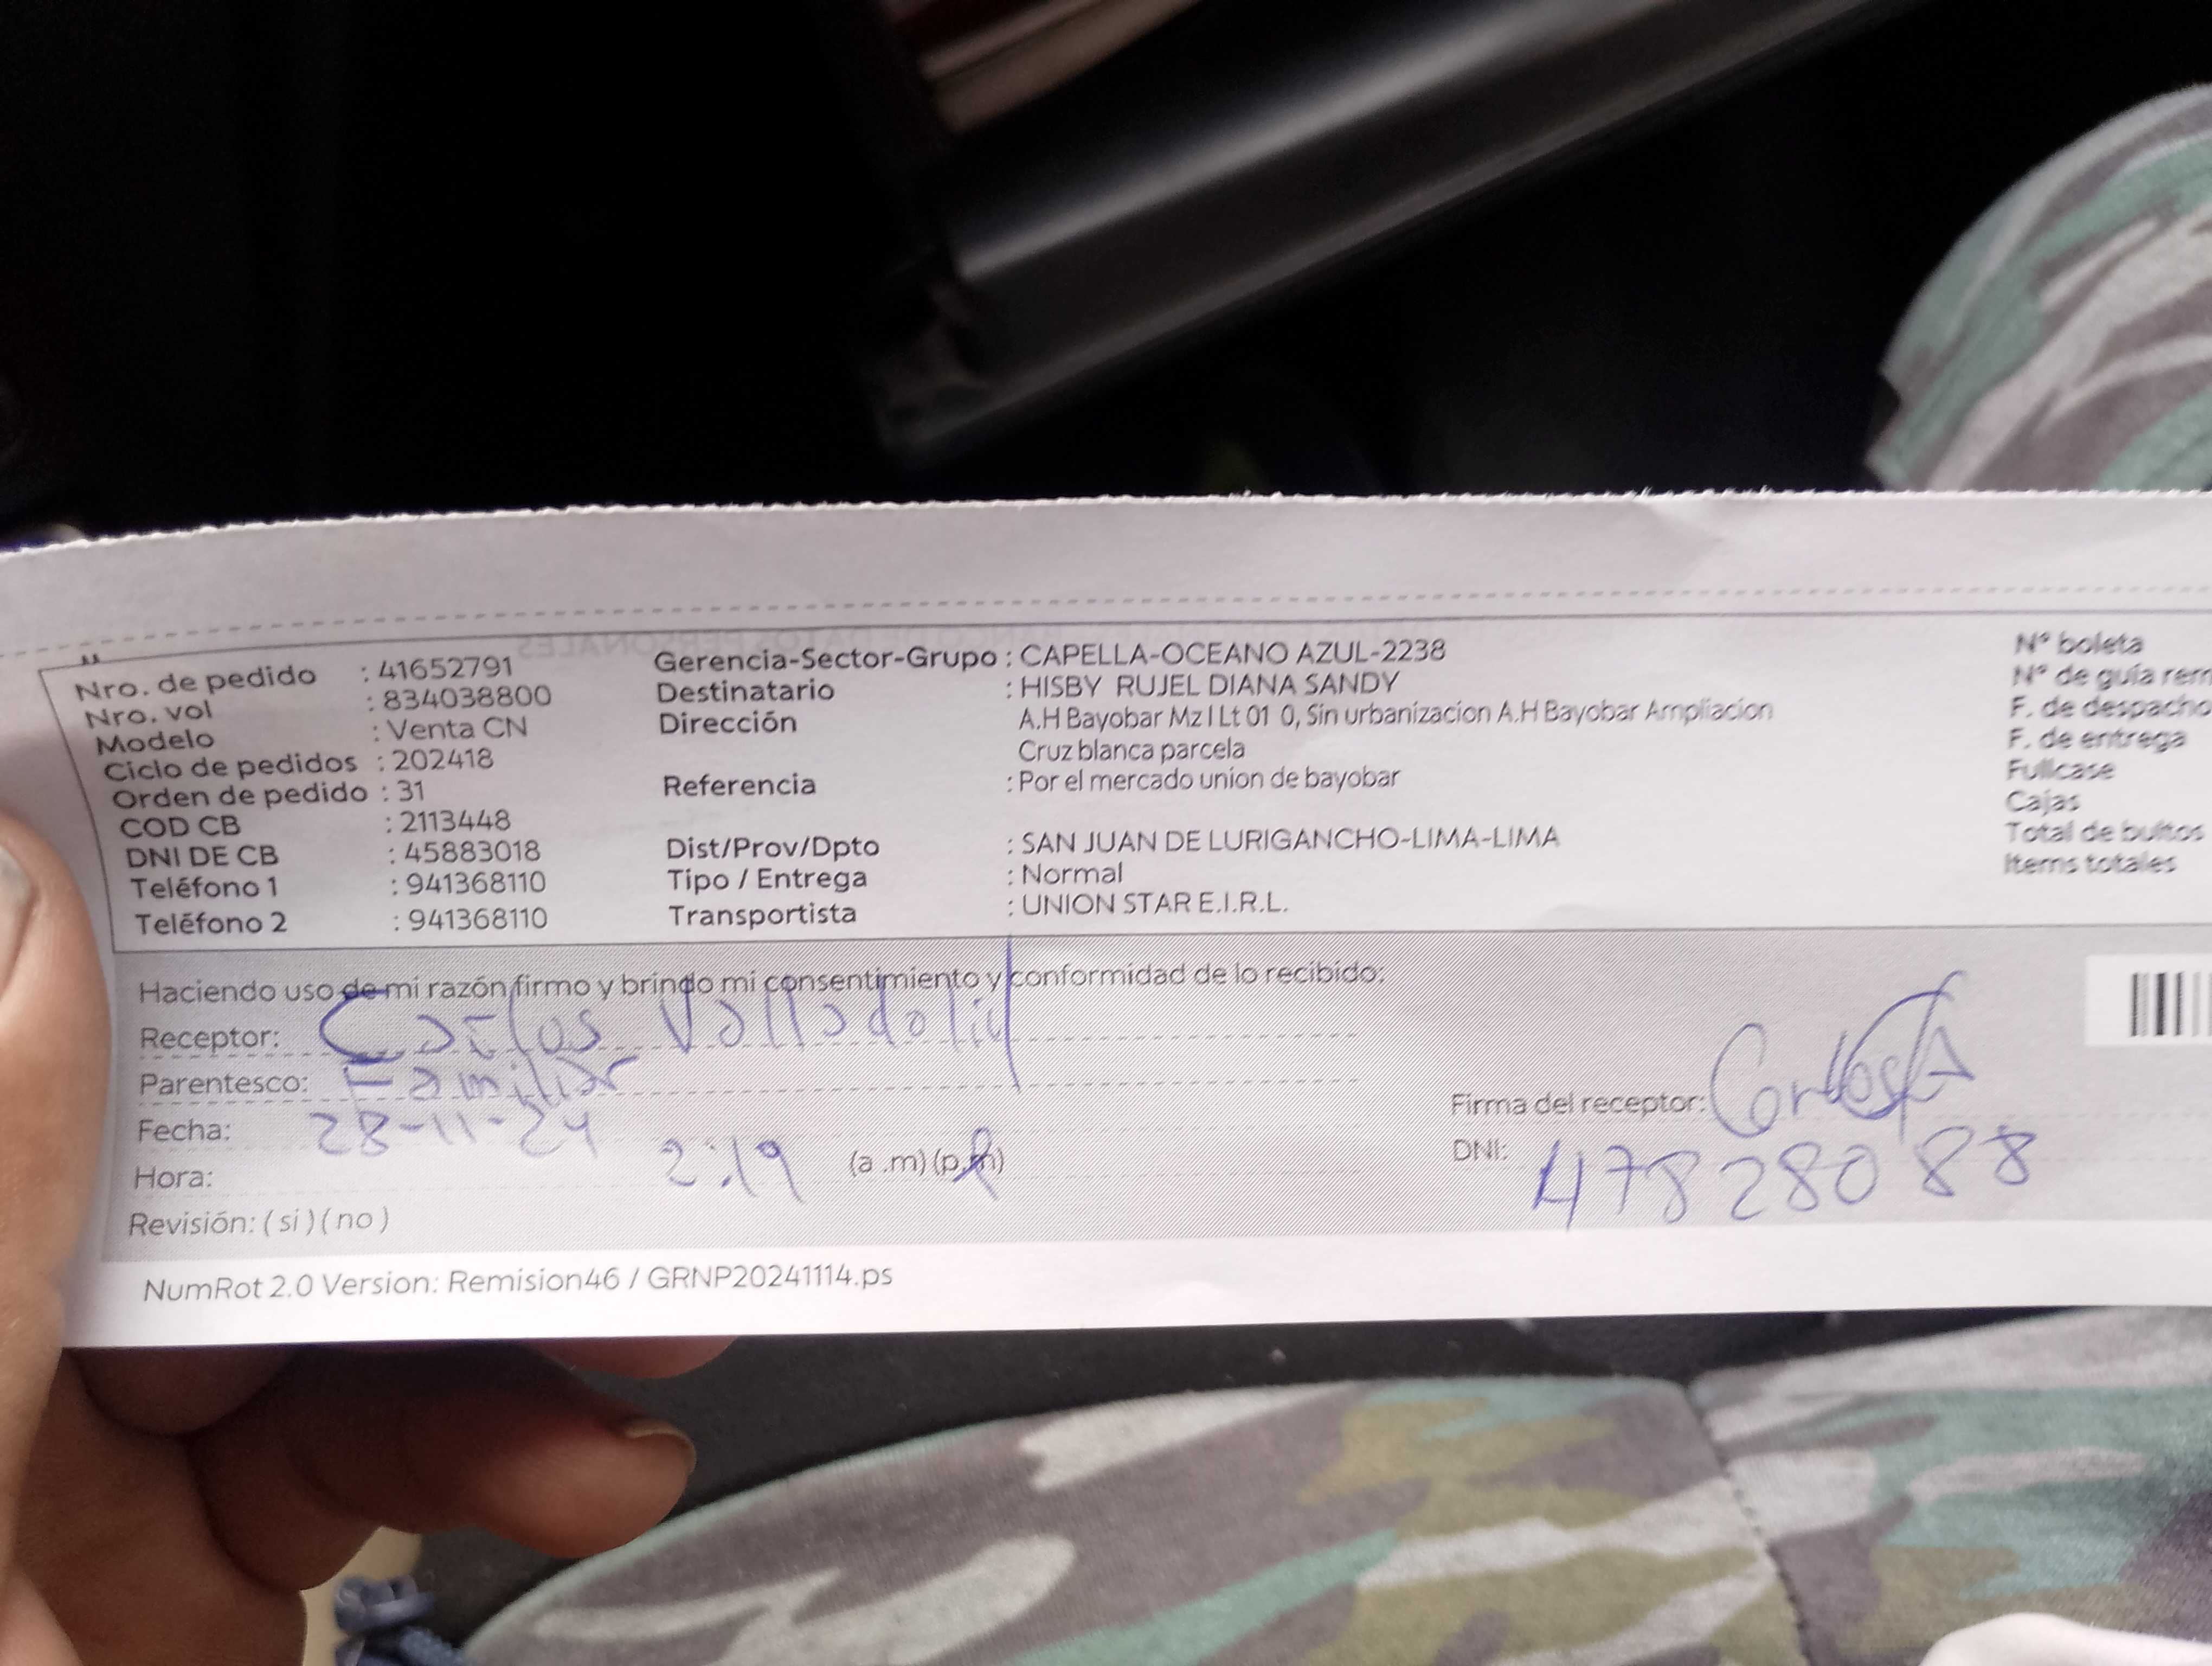 Nro. de pedido : 41652791
Nro. vol : 834038800
Modelo : Venta CN
Ciclo de pedidos : 202418
Orden de pedido : 31
COD CB : 2113448
DNI DE CB : 45883018
Teléfono 1 : 941368110
Teléfono 2 : 941368110
Gerencia-Sector-Grupo : CAPELLA-OCEANO AZUL-2238
Destinatario : HISBY RUJEL DIANA SANDY
Dirección A.H Bayobar Mz I Lt 01 0, Sin urbanizacion A.H Bayobar Ampliacion
Cruz blanca parcela
Referencia : Por el mercado union de bayobar
Dist/Prov/Dpto : SAN JUAN DE LURIGANCHO-LIMA-LIMA
Tipo / Entrega : Normal
Transportista : UNION STAR E.I.R.L.
N° boleta
N° de guía rem
F. de despacho
F. de entrega
Fullcase
Cajas
Total de bultos
Items totales
Haciendo uso de mi razón firmo y brindo mi consentimiento y conformidad de lo recibido:
Receptor: Carlos Valladolid
Parentesco: Familiar
Fecha: 28-11-24
Hora: 2:19 (a .m) (p.m)
Revisión: ( si ) ( no )
Firma del receptor: Carlos
DNI: 47828088
NumRot 2.0 Version: Remision46 / GRNP20241114.ps